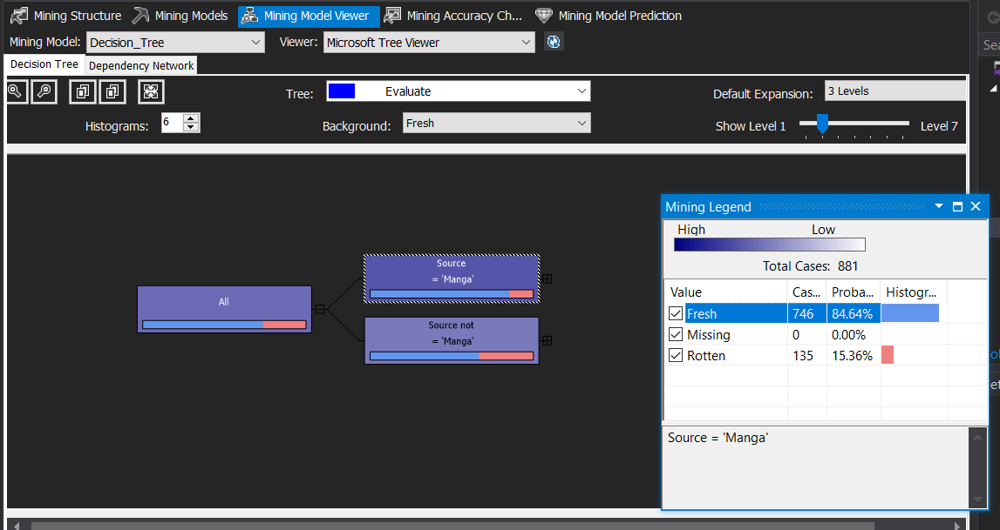 Mining Structure Mining Models Mining Model Viewer Mining Accuracy Ch... Mining Model Prediction
Mining Model: Decision_Tree Viewer: Microsoft Tree Viewer
Decision Tree Dependency Network
Tree: Evaluate Default Expansion: 3 Levels
Histograms: 6 Background: Fresh Show Level 1 Level 7
Mining Legend
High Low
Total Cases: 881
Value Cas... Proba... Histogr...
Fresh 746 84.64%
Missing 0 0.00%
Rotten 135 15.36%
Source = 'Manga'
All
Source
= 'Manga'
Source not
= 'Manga'